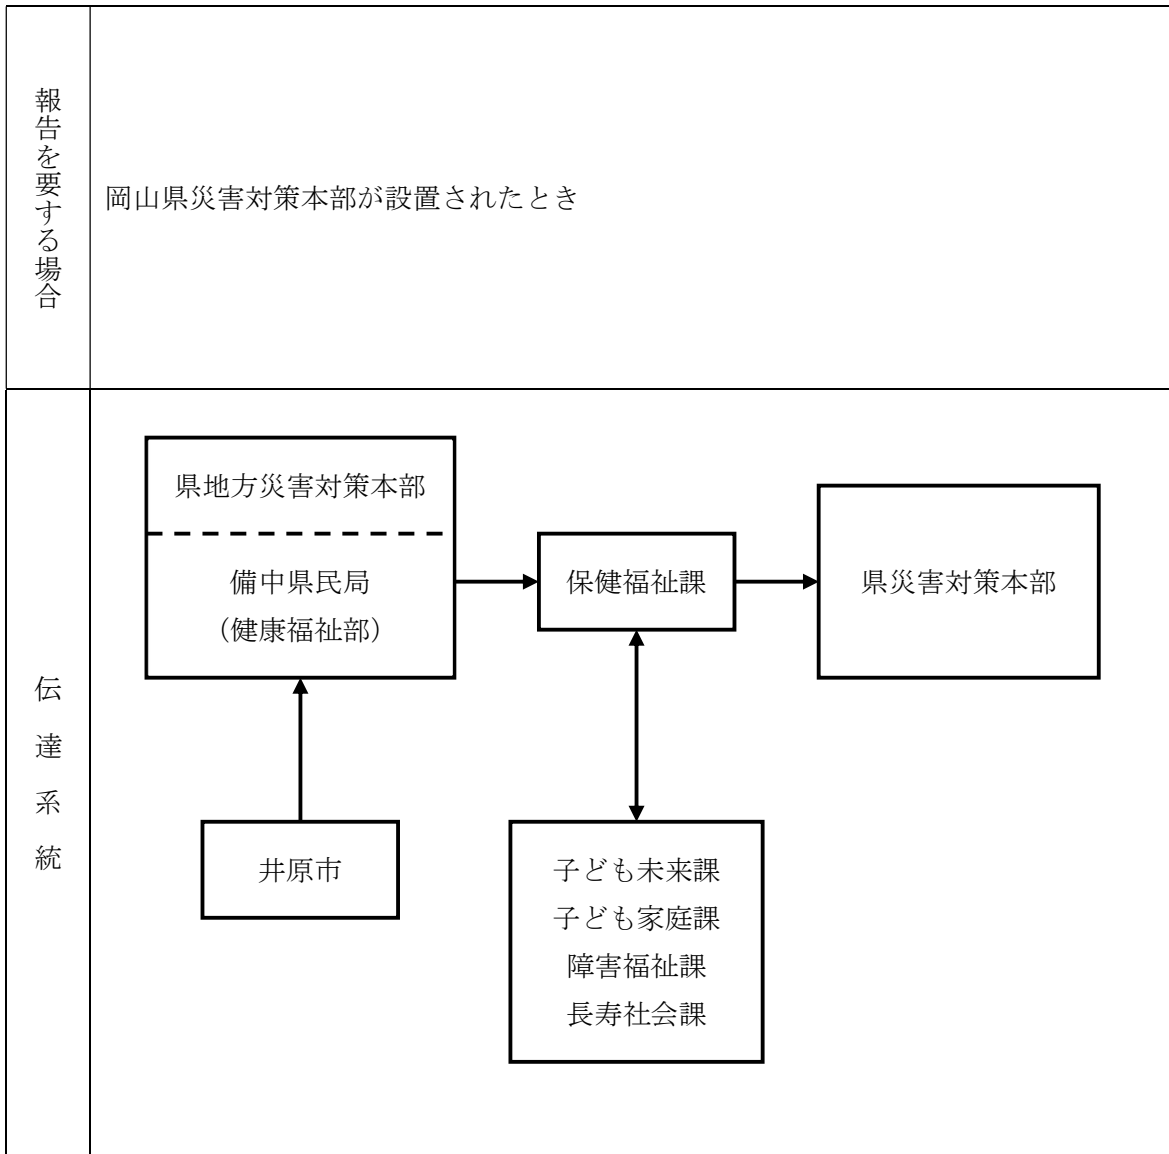 報告を要する場合
岡山県災害対策本部が設置されたとき
伝達系統
県地方災害対策本部
備中県民局
（健康福祉部）
保健福祉課
県災害対策本部
井原市
子ども未来課
子ども家庭課
障害福祉課
長寿社会課